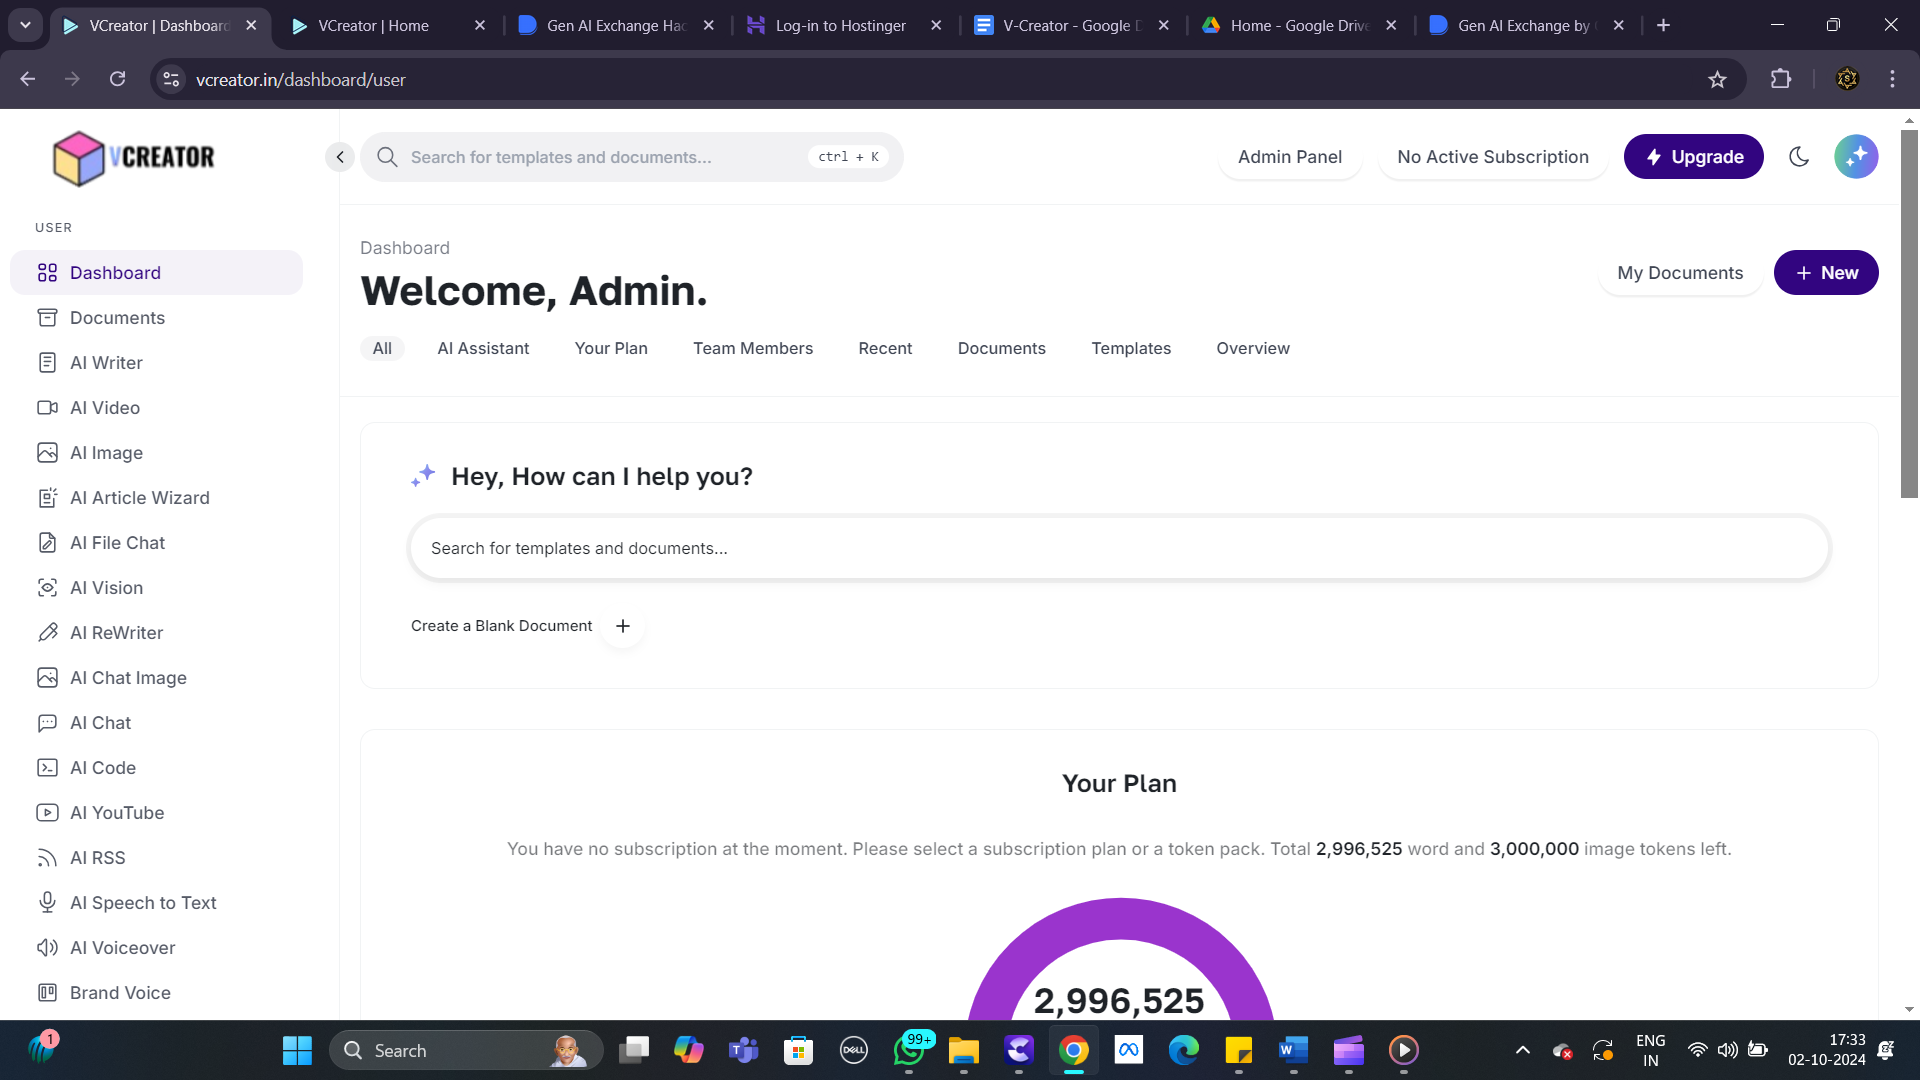 VCreator | Dashboard
VCreator | Home
Gen AI Exchange Hac
Log-in to Hostinger
V-Creator - Google D
Home - Google Drive
Gen AI Exchange by
vcreator.in/dashboard/user
VCREATOR
Search for templates and documents...
ctrl + K
Admin Panel
No Active Subscription
Upgrade
USER
Dashboard
Documents
AI Writer
AI Video
AI Image
AI Article Wizard
AI File Chat
AI Vision
AI ReWriter
AI Chat Image
AI Chat
AI Code
AI YouTube
AI RSS
AI Speech to Text
AI Voiceover
Brand Voice
Dashboard
Welcome, Admin.
My Documents
+ New
All
AI Assistant
Your Plan
Team Members
Recent
Documents
Templates
Overview
Hey, How can I help you?
Search for templates and documents...
Create a Blank Document +
Your Plan
You have no subscription at the moment. Please select a subscription plan or a token pack. Total 2,996,525 word and 3,000,000 image tokens left.
2,996,525
1
Search
DELL
99+
ENG
IN
17:33
02-10-2024